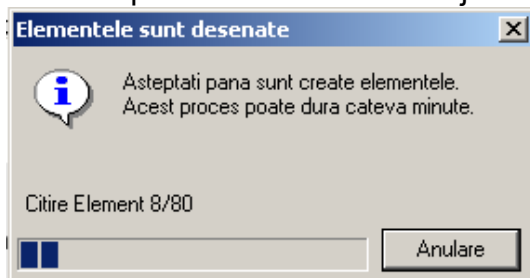 Elementele sunt desenate
Asteptati pana sunt create elementele.
Acest proces poate dura cateva minute.
Citire Element 8/80
Anulare